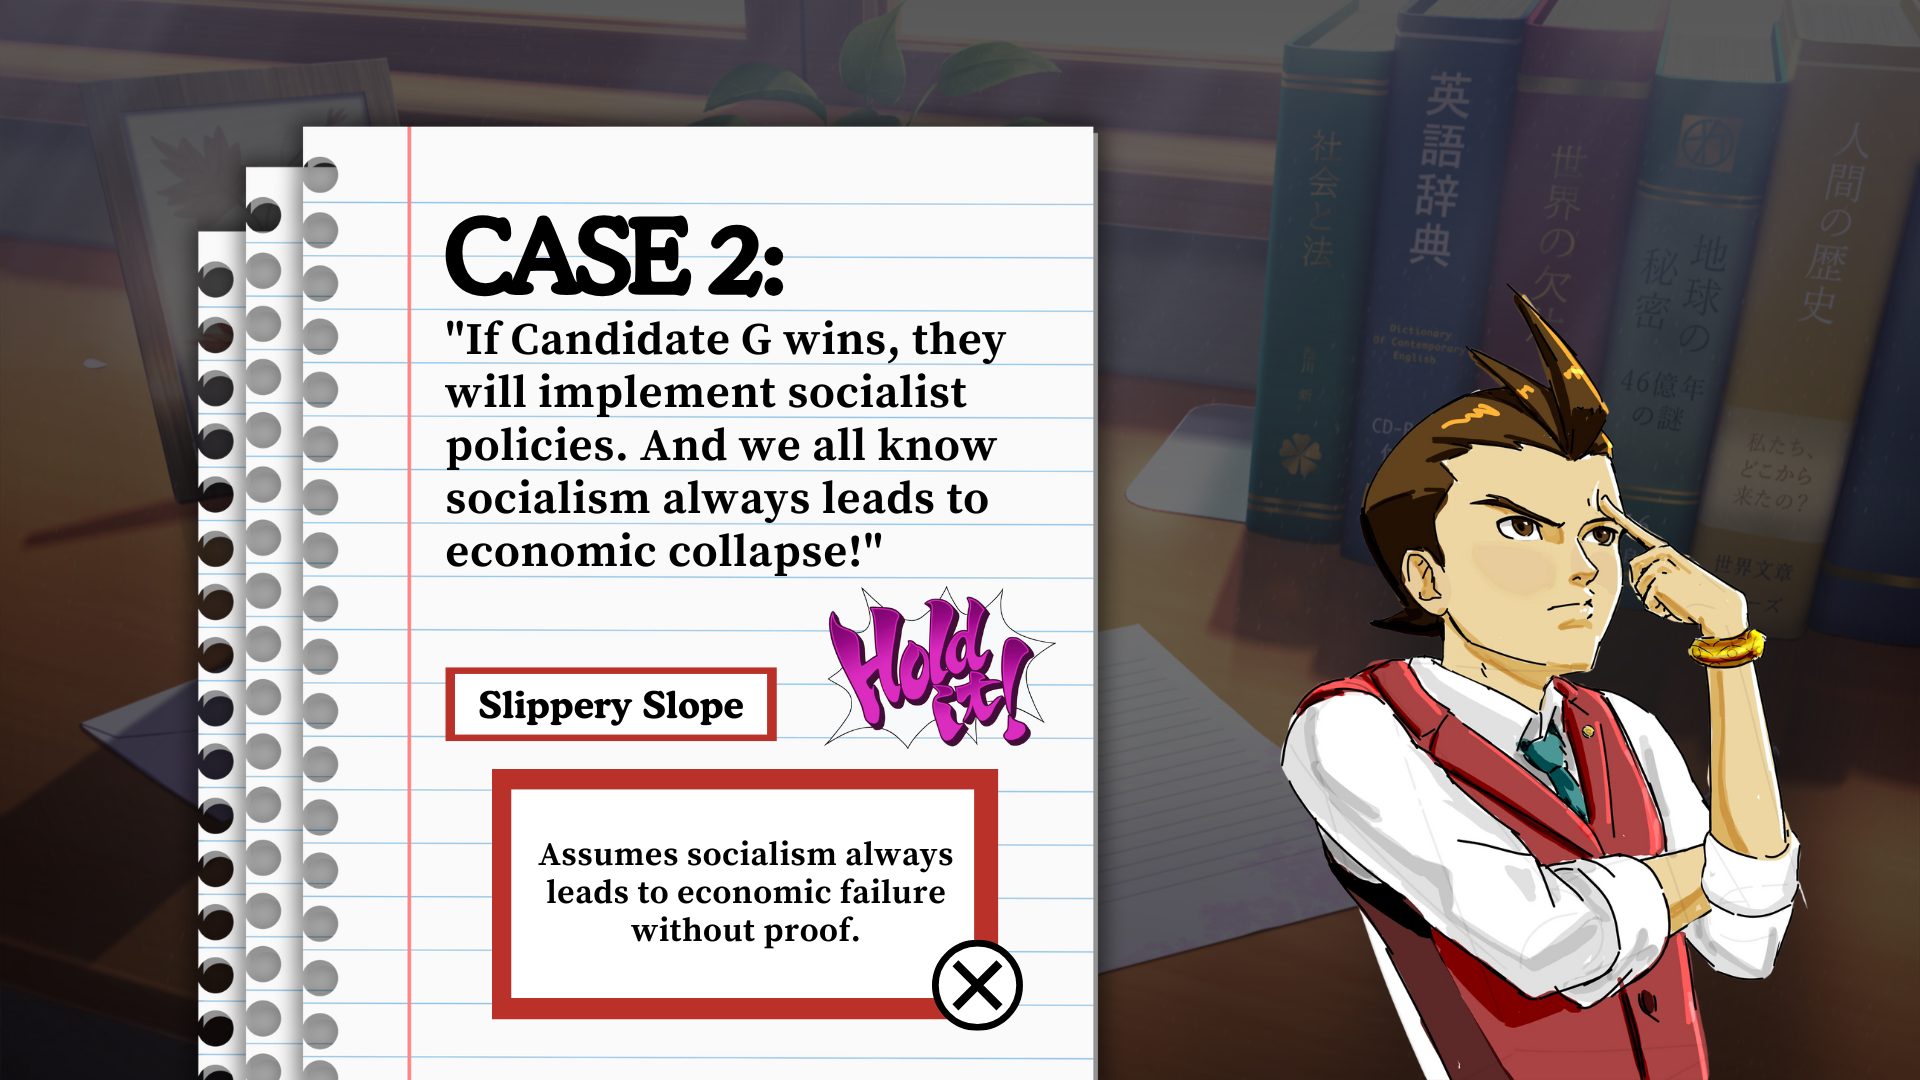 CASE 2:
"If Candidate G wins, they
will implement socialist
policies. And we all know
socialism always leads to
economic collapse!"
Hold
it!
Slippery Slope
Assumes socialism always
leads to economic failure
without proof.
社会と法
英語辞典
Dictionary
Of Contemporary
English
世界の欠
地球の
秘密
46億年
の謎
人間の歴史
私たち、
どこから
来たの?
世界文章